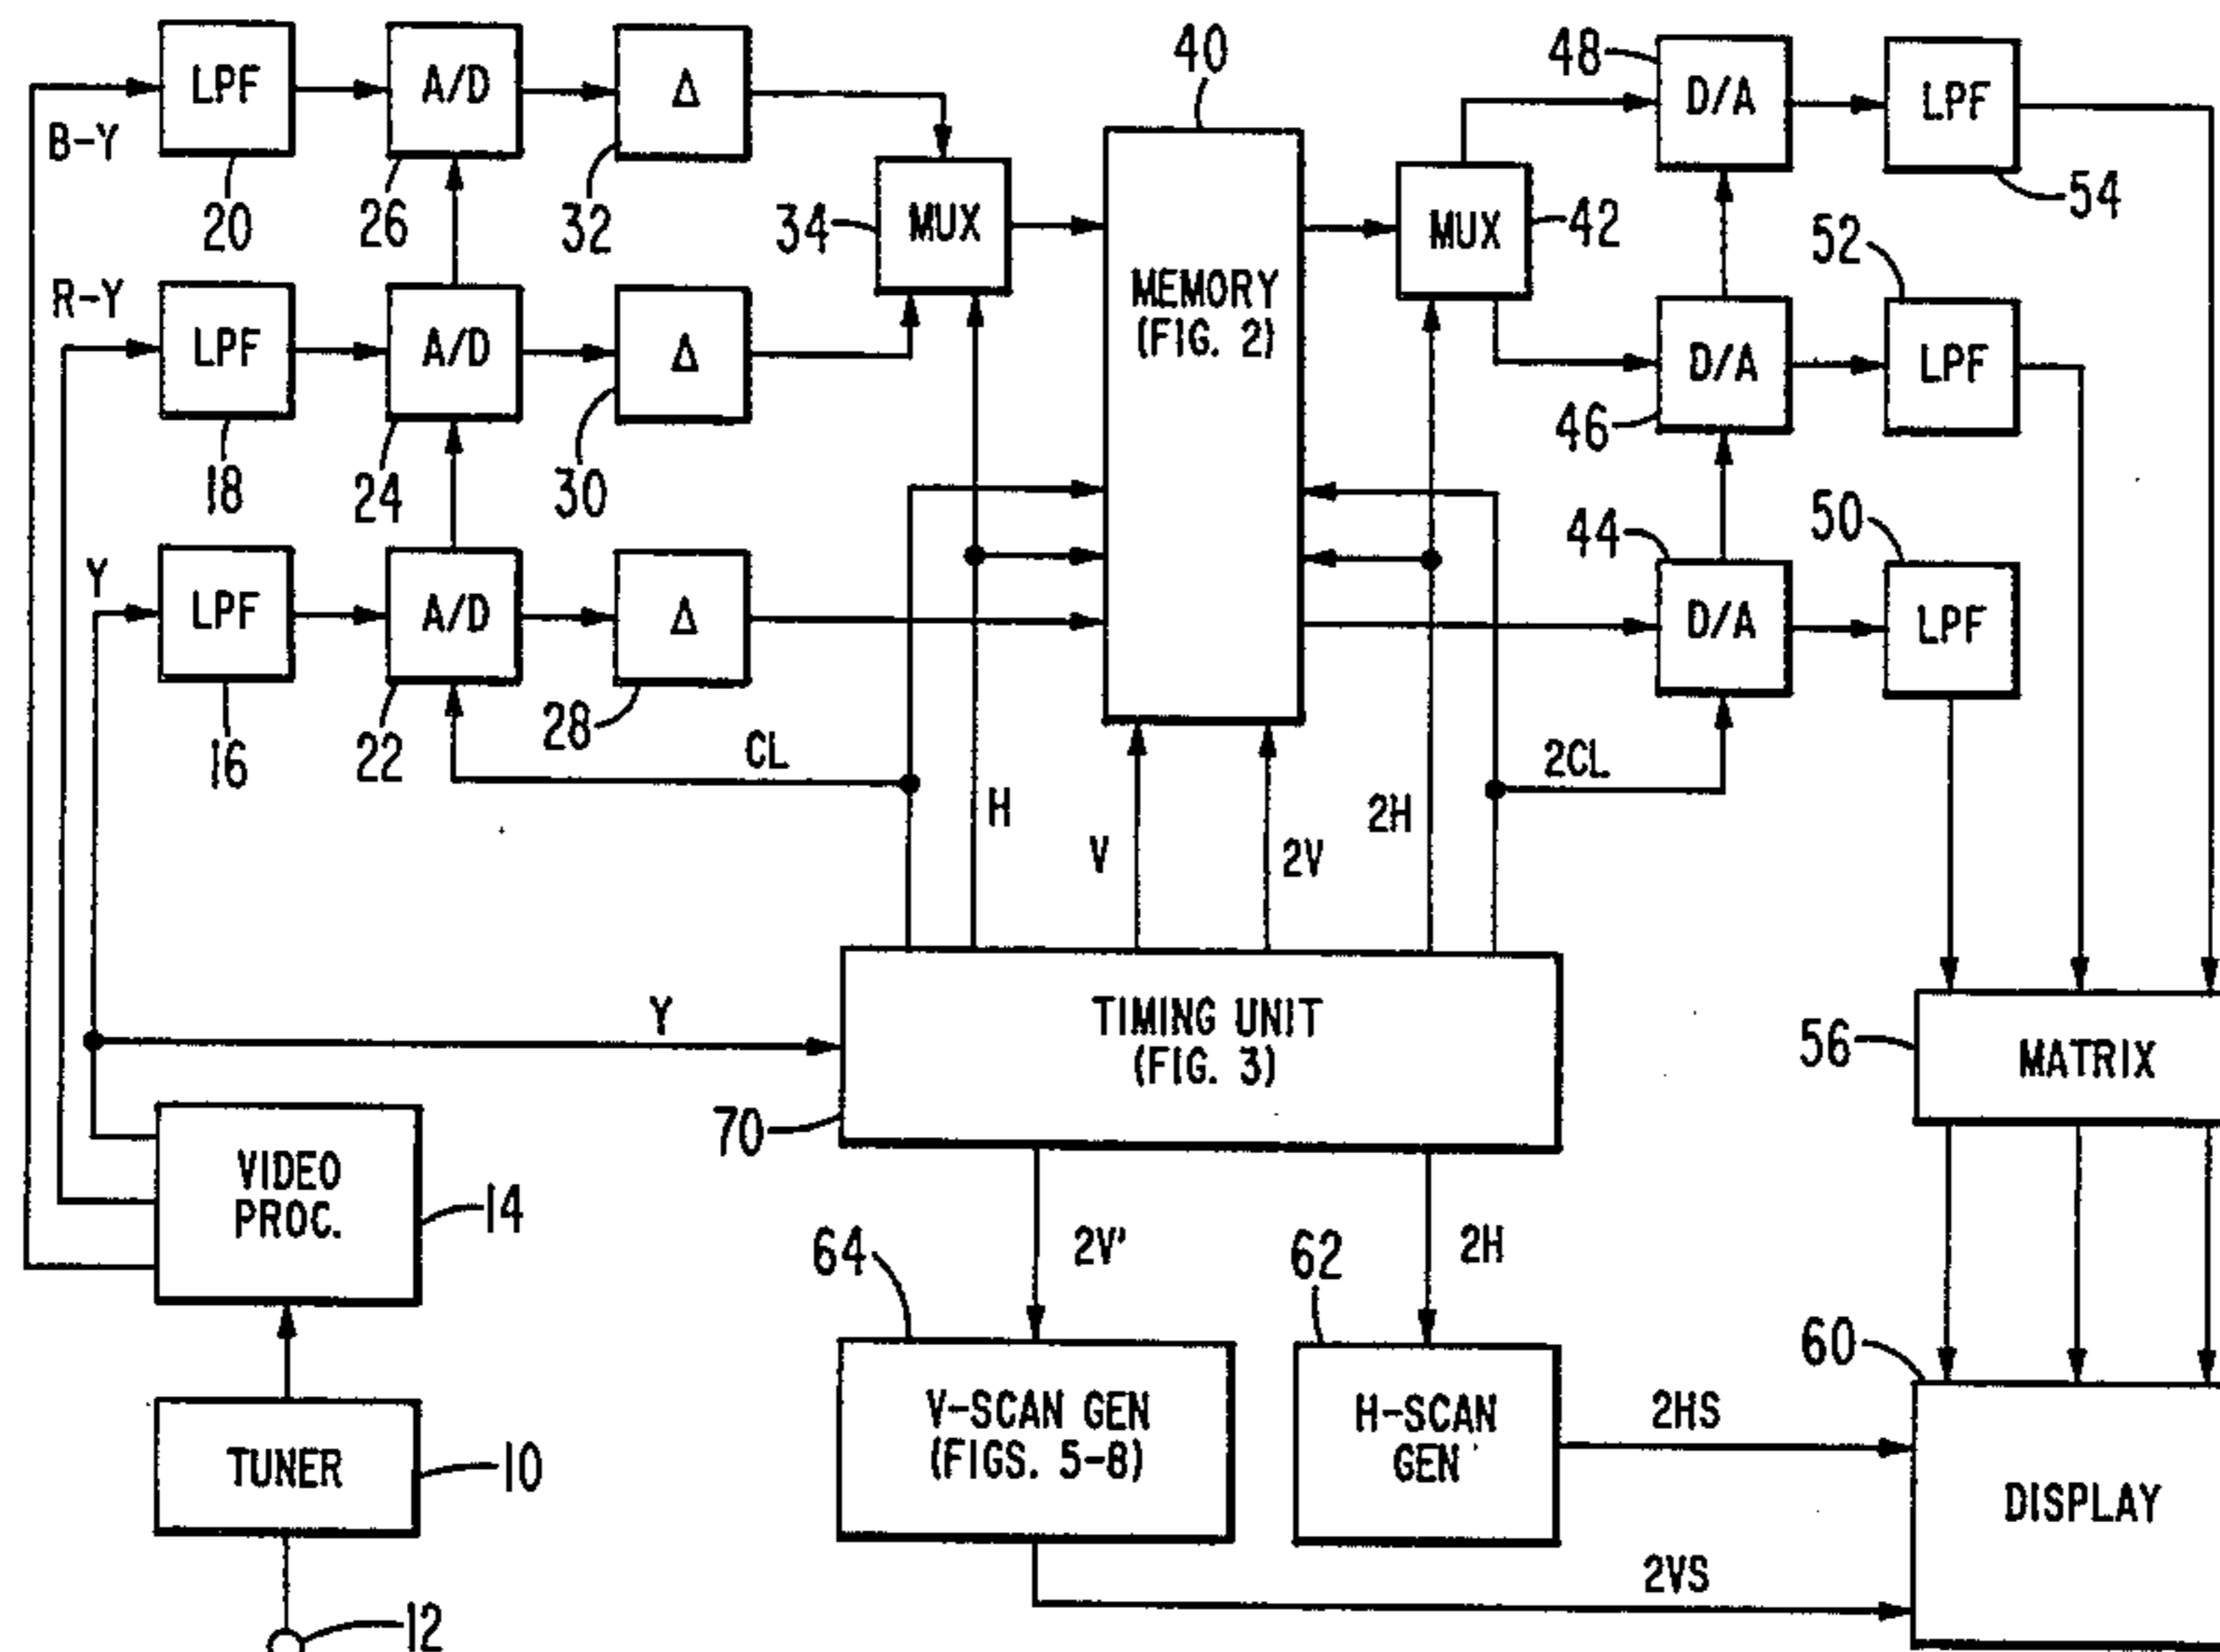 40
48
LPF
A/D
Δ
D/A
LPF
B-Y
20
26
32
34
MUX
MUX
42
54
52
R-Y
LPF
A/D
Δ
MEMORY
(FIG. 2)
D/A
LPF
18
24
30
46
50
44
Y
LPF
A/D
Δ
D/A
LPF
16
22
28
CL
H
V
2V
2H
2CL
Y
TIMING UNIT
(FIG. 3)
70
56
MATRIX
VIDEO
PROC.
14
64
2V'
62
2H
60
TUNER
10
V-SCAN GEN
(FIGS. 5-8)
H-SCAN
GEN
2HS
DISPLAY
2VS
12